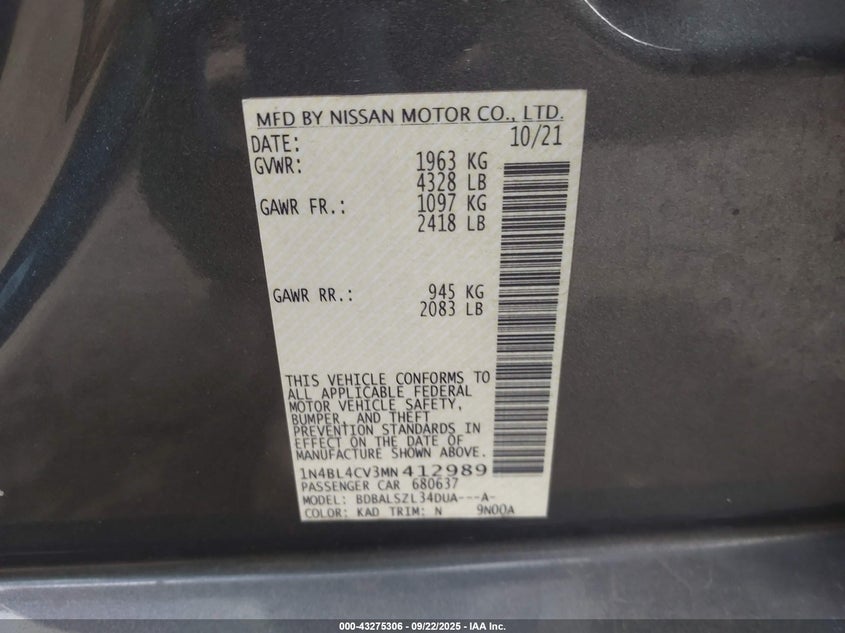 MFD BY NISSAN MOTOR CO., LTD.
DATE: 10/21
GVWR: 1963 KG
4328 LB
GAWR FR.: 1097 KG
2418 LB
GAWR RR.: 945 KG
2083 LB
THIS VEHICLE CONFORMS TO
ALL APPLICABLE FEDERAL
MOTOR VEHICLE SAFETY,
BUMPER, AND THEFT
PREVENTION STANDARDS IN
EFFECT ON THE DATE OF
MANUFACTURE SHOWN ABOVE.
1N4BL4CV3MN412989
PASSENGER CAR 680637
MODEL: BDBALSZL34DUA---A-
COLOR: KAD TRIM: N 9N00A
000-43275306 - 09/22/2025 - IAA Inc.